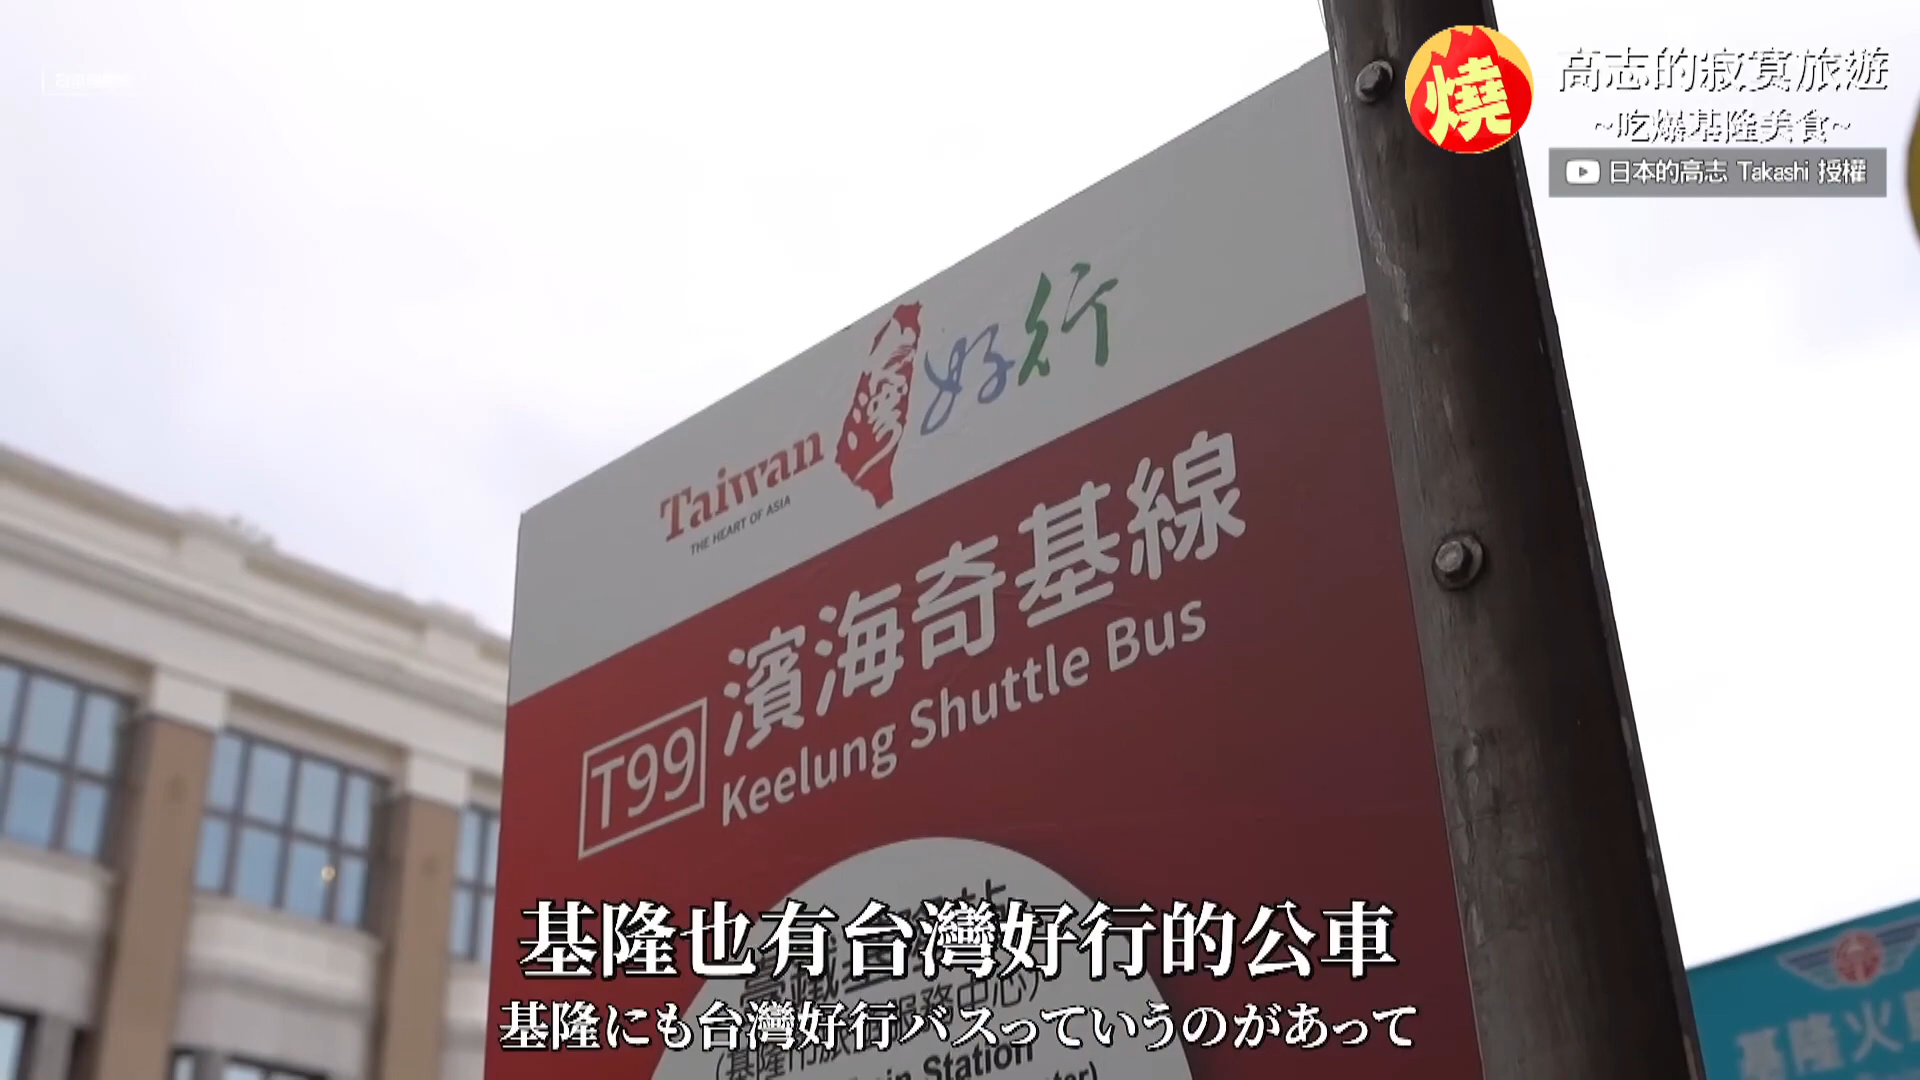 燒
高志的寂寞旅遊
~吃爆基隆美食~
日本的高志 Takashi 授權
Taiwan 台灣好行
THE HEART OF ASIA
T99 濱海奇基線
Keelung Shuttle Bus
基隆也有台灣好行的公車
基隆にも台灣好行バスっていうのがあって
Station
基隆火